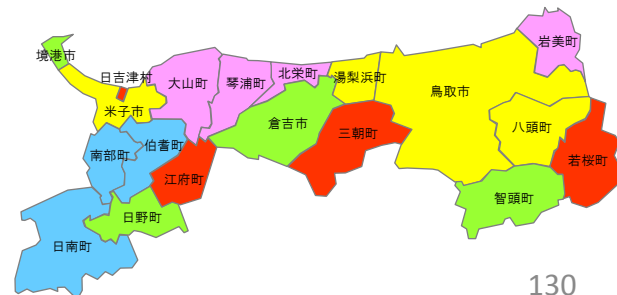 岩美町
境港市
日吉津村
大山町
琴浦町
北栄町
湯梨浜町
鳥取市
米子市
倉吉市
三朝町
八頭町
南部町
伯耆町
若桜町
江府町
智頭町
日野町
日南町
130